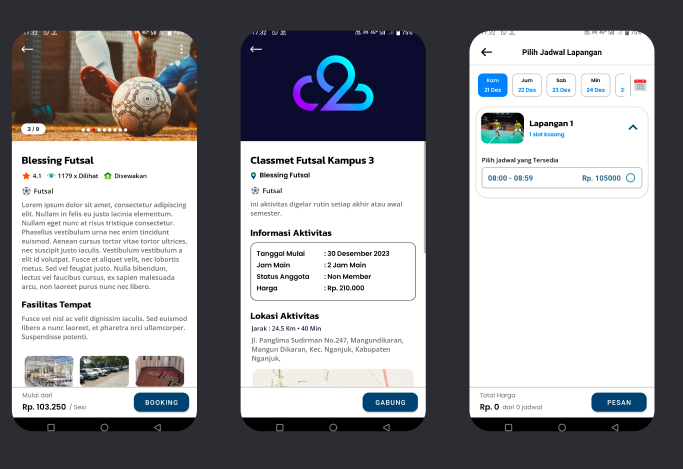 17.32
75%
3 / 9
Blessing Futsal
4.1 1179 x Dilihat Disewakan
Futsal
Lorem ipsum dolor sit amet, consectetur adipiscing
elit. Nullam in felis eu justo lacinia elementum.
Nullam eget nunc at risus tristique consectetur.
Phasellus vestibulum urna nec enim tincidunt
euismod. Aenean cursus tortor vitae tortor ultrices,
nec suscipit justo iaculis. Vestibulum vestibulum a
elit id volutpat. Fusce et aliquet velit, nec lobortis
metus. Sed vel feugiat justo. Nulla bibendum,
lectus vel faucibus cursus, ex sapien malesuada
arcu, non laoreet purus nunc nec libero.
Fasilitas Tempat
Fusce vel nisl ac velit dignissim iaculis. Sed euismod
libero a nunc laoreet, et pharetra orci ullamcorper.
Suspendisse potenti.
Mulai dari
Rp. 103.250 / Sesi
BOOKING
17.32
75%
Classmet Futsal Kampus 3
Blessing Futsal
Futsal
ini aktivitas digelar rutin setiap akhir atau awal
semester.
Informasi Aktivitas
Tanggal Mulai : 30 Desember 2023
Jam Main : 2 Jam Main
Status Anggota : Non Member
Harga : Rp. 210.000
Lokasi Aktivitas
Jarak : 24.5 Km • 40 Min
Jl. Panglima Sudirman No.247, Mangundikaran,
Mangun Dikaran, Kec. Nganjuk, Kabupaten
Nganjuk,
GABUNG
17.32
75%
Pilih Jadwal Lapangan
Kam
21 Des
Jum
22 Des
Sab
23 Des
Min
24 Des
2
Lapangan 1
1 slot kosong
Pilih Jadwal yang Tersedia
08:00 - 08:59 Rp. 105000
Total Harga
Rp. 0 dari 0 jadwal
PESAN